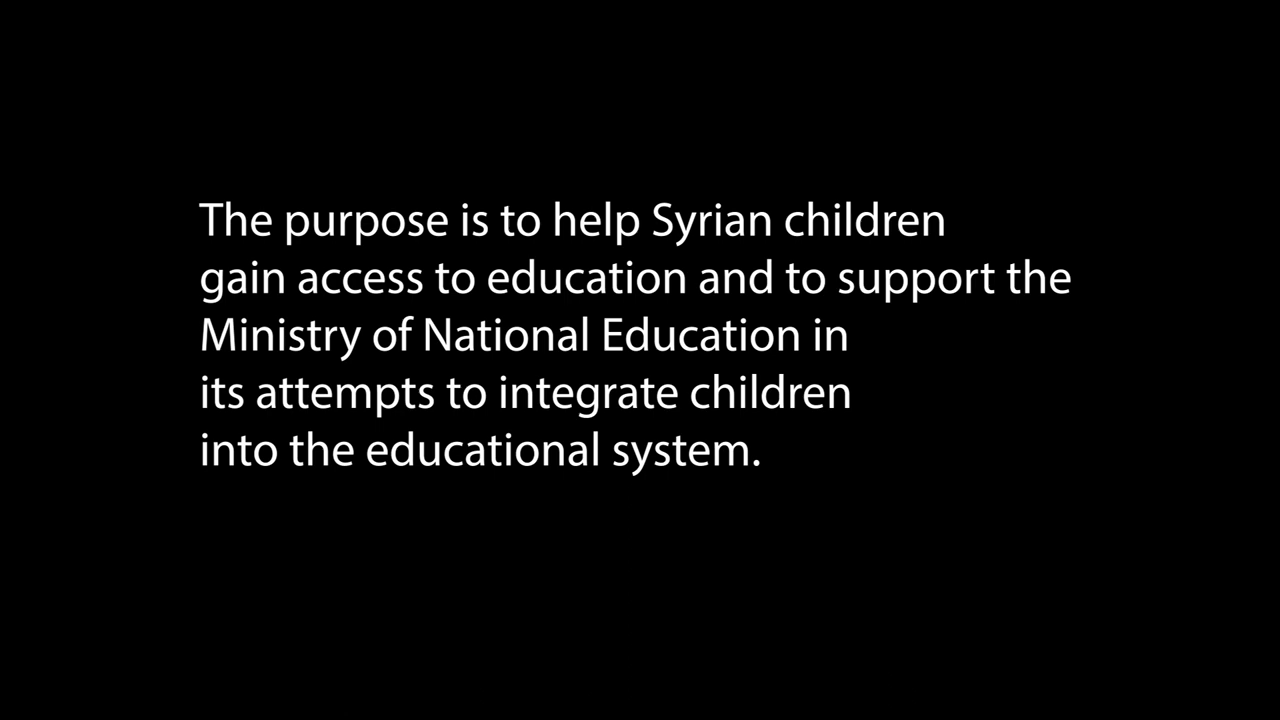 The purpose is to help Syrian children
gain access to education and to support the
Ministry of National Education in
its attempts to integrate children
into the educational system.